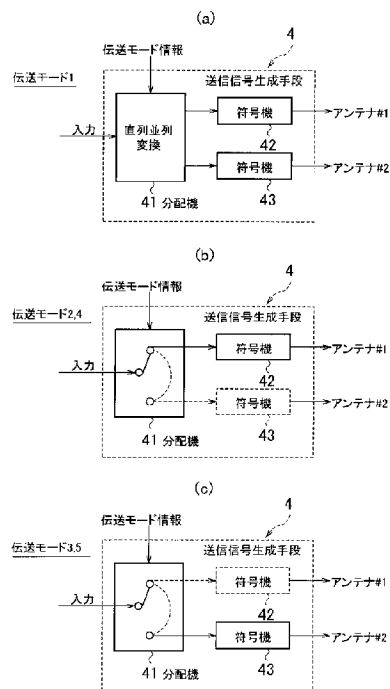 (a)
4
伝送モード情報
送信信号生成手段
伝送モード1
入力
直列並列
変換
符号機
アンテナ#1
42
符号機
アンテナ#2
43
41 分配機
(b)
4
伝送モード情報
送信信号生成手段
伝送モード2,4
入力
符号機
アンテナ#1
42
符号機
アンテナ#2
43
41 分配機
(c)
4
伝送モード情報
送信信号生成手段
伝送モード3,5
入力
符号機
アンテナ#1
42
符号機
アンテナ#2
43
41 分配機